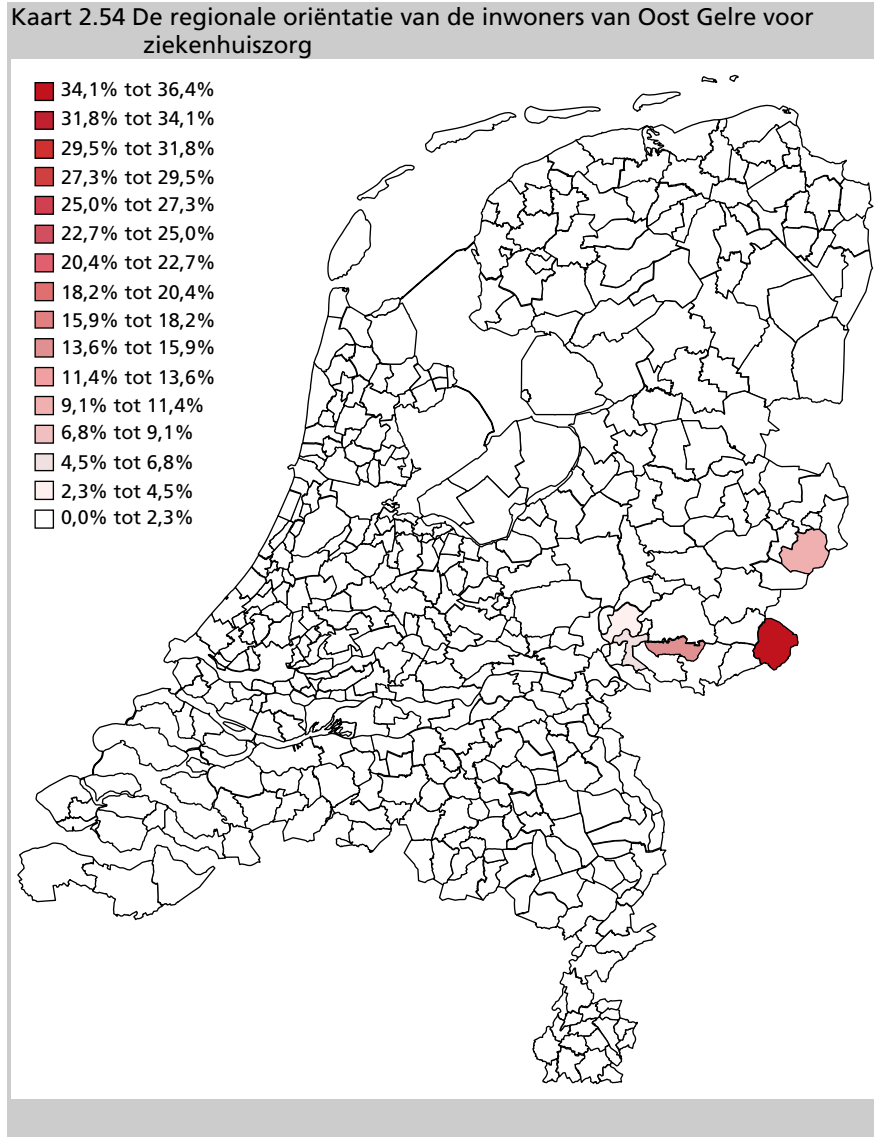 Kaart 2.54 De regionale oriëntatie van de inwoners van Oost Gelre voor
ziekenhuiszorg
34,1% tot 36,4%
31,8% tot 34,1%
29,5% tot 31,8%
27,3% tot 29,5%
25,0% tot 27,3%
22,7% tot 25,0%
20,4% tot 22,7%
18,2% tot 20,4%
15,9% tot 18,2%
13,6% tot 15,9%
11,4% tot 13,6%
9,1% tot 11,4%
6,8% tot 9,1%
4,5% tot 6,8%
2,3% tot 4,5%
0,0% tot 2,3%